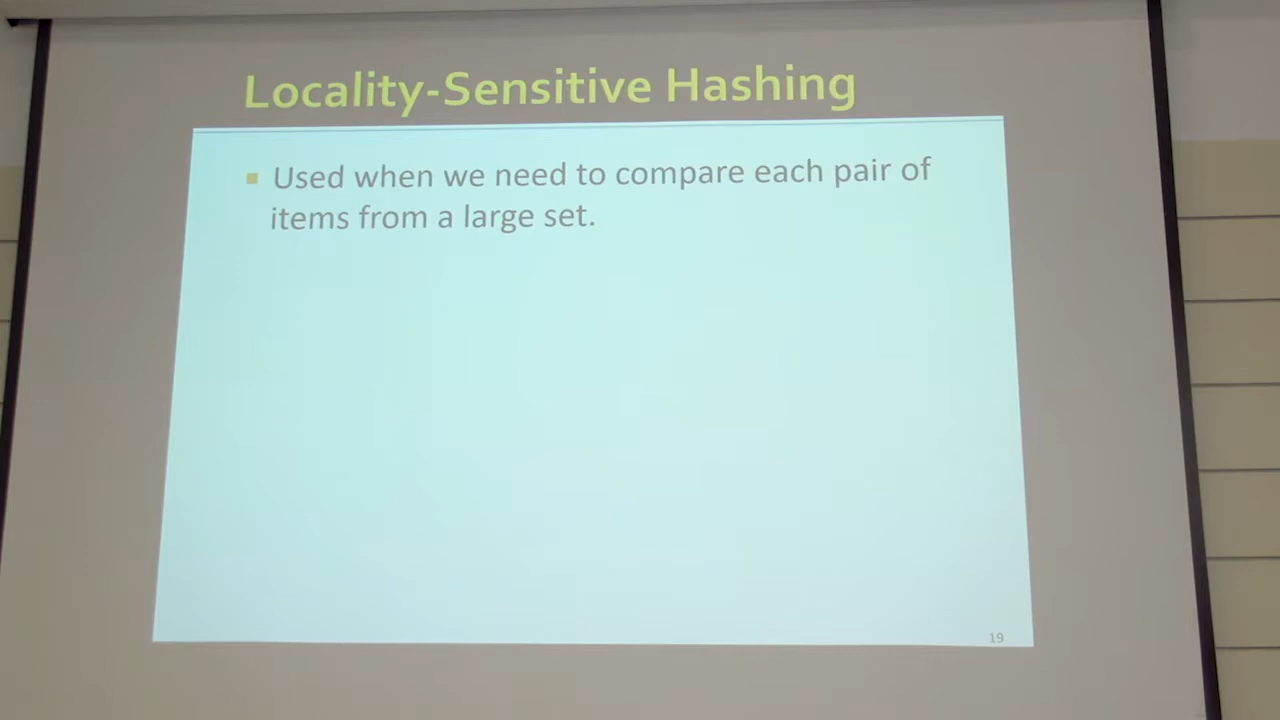 Locality-Sensitive Hashing
Used when we need to compare each pair of
items from a large set.
19